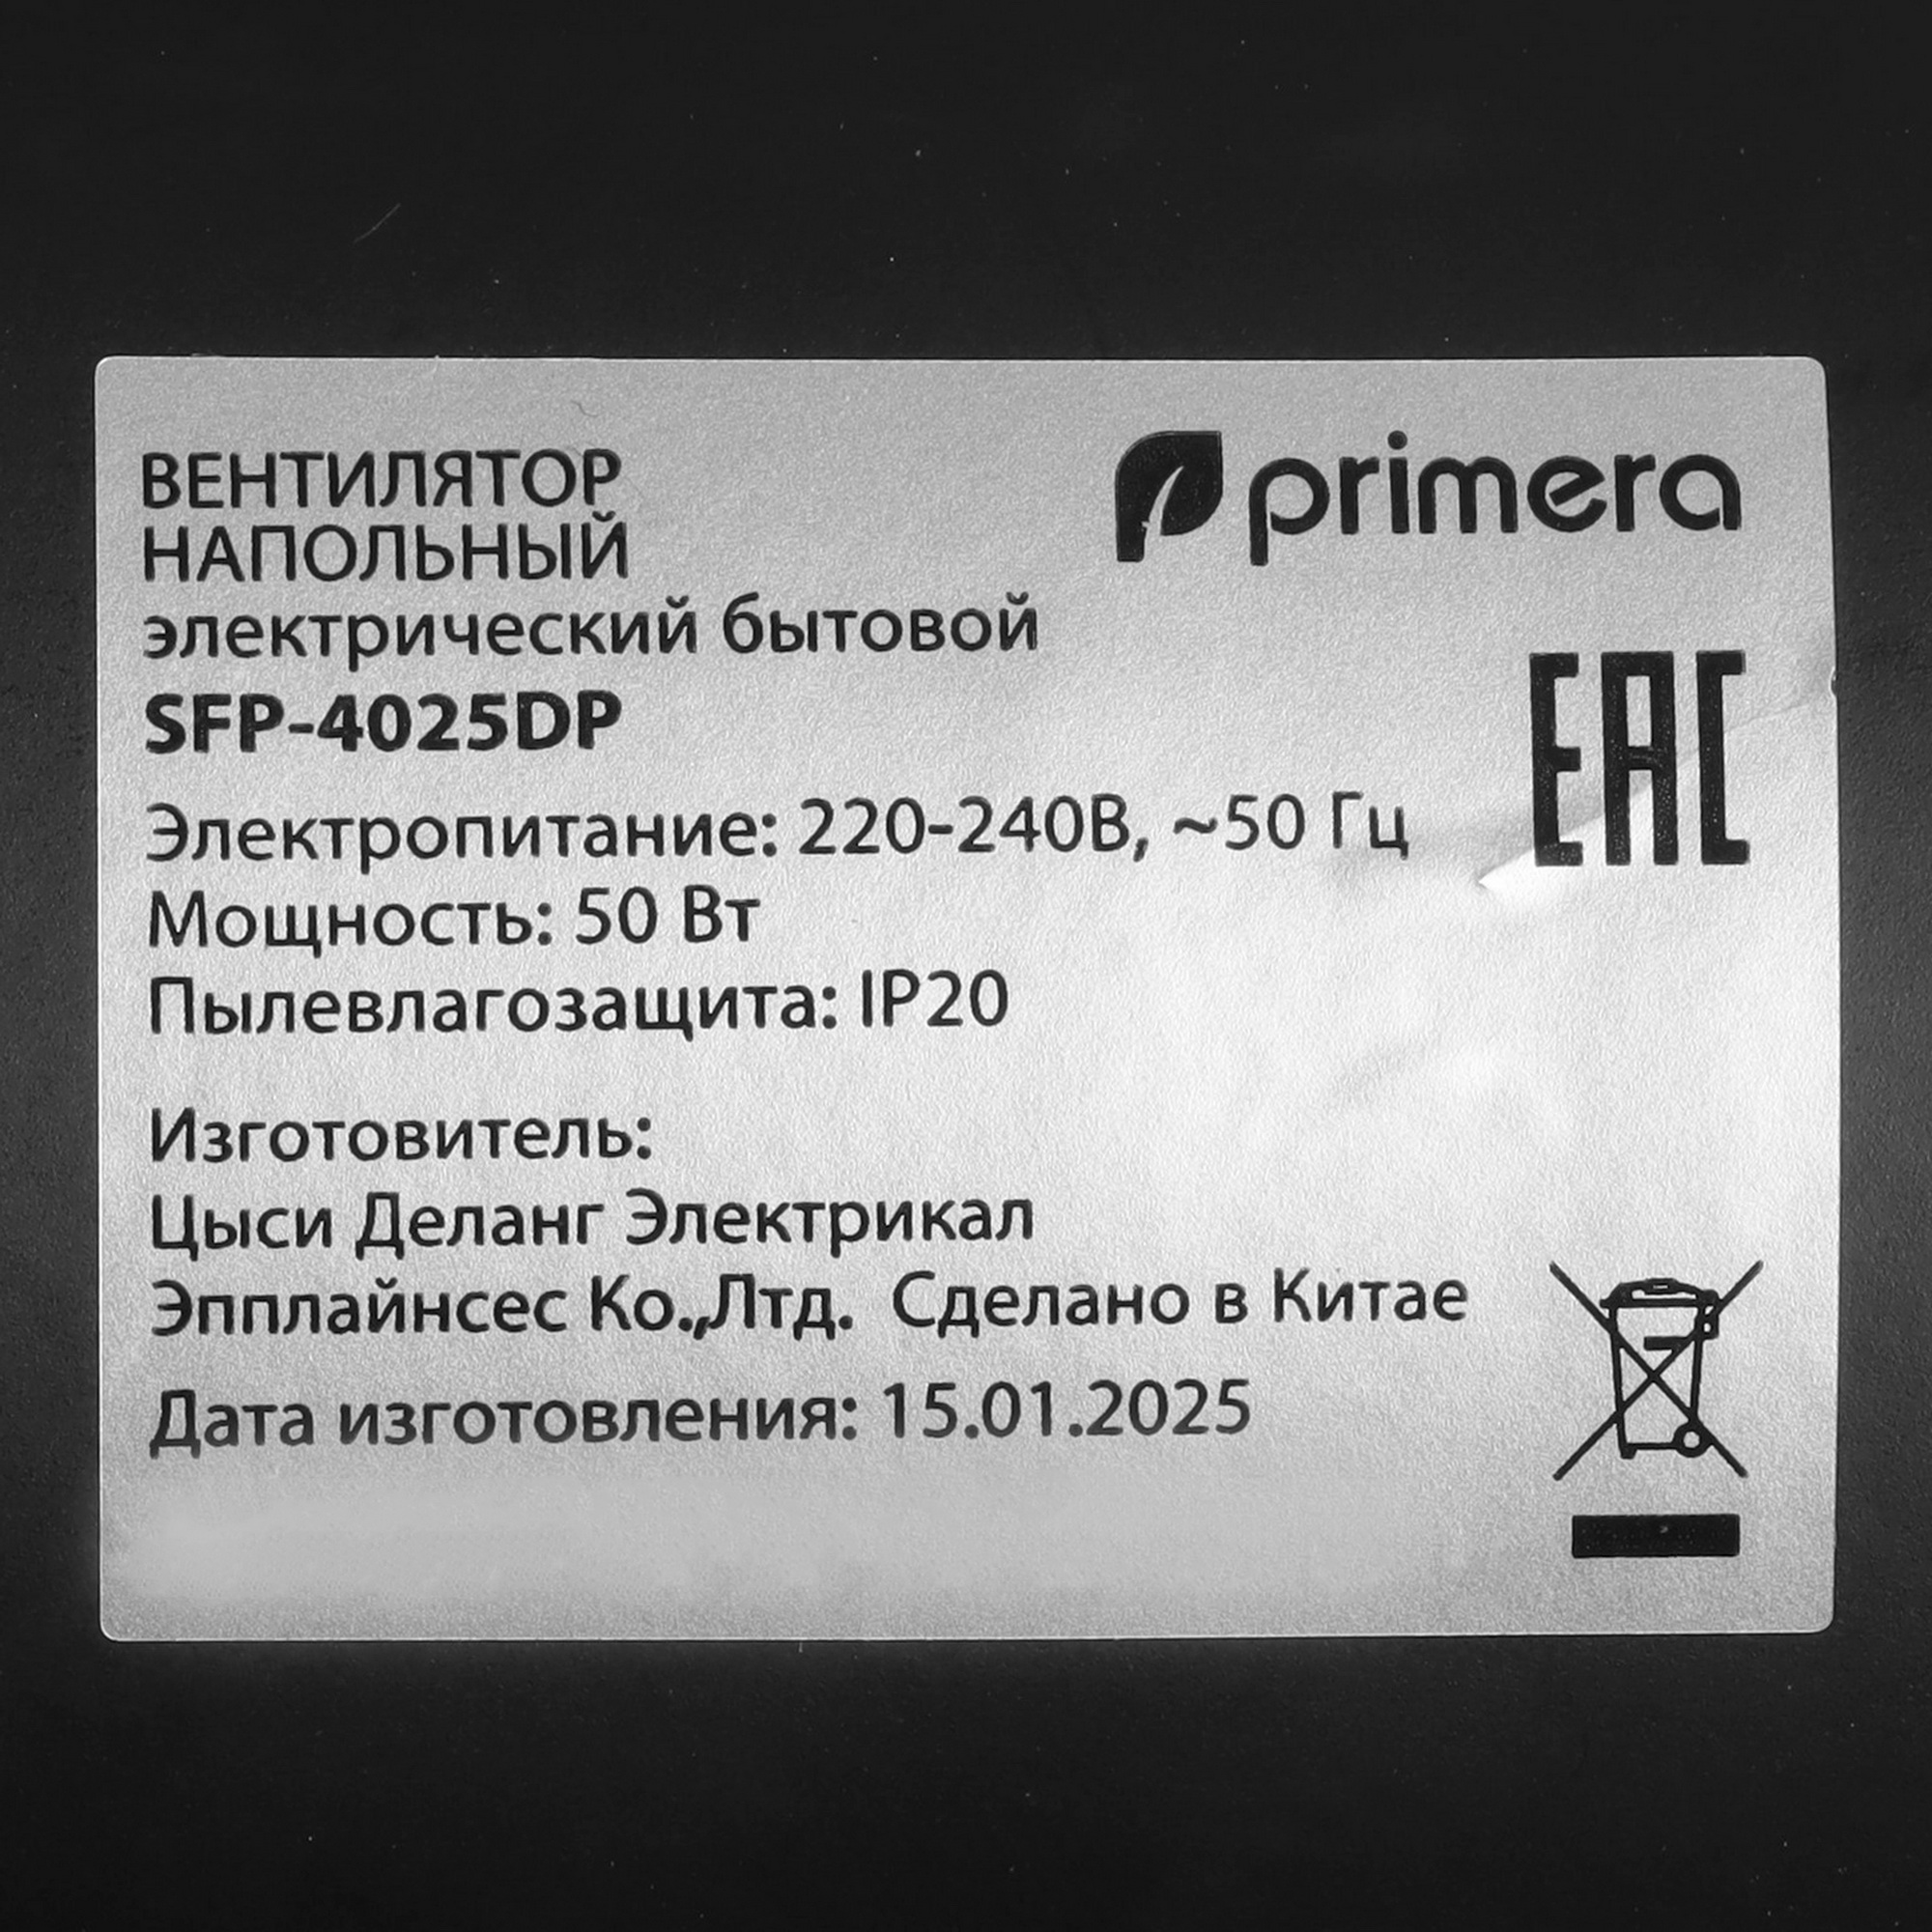 primera
ВЕНТИЛЯТОР
НАПОЛЬНЫЙ
электрический бытовой
SFP-4025DP
EAC
Электропитание: 220-240В, ~50 Гц
Мощность: 50 Вт
Пылевлагозащита: IP20
Изготовитель:
Цыси Деланг Электрикал
Эпплайнсес Ко.,Лтд. Сделано в Китае
Дата изготовления: 15.01.2025